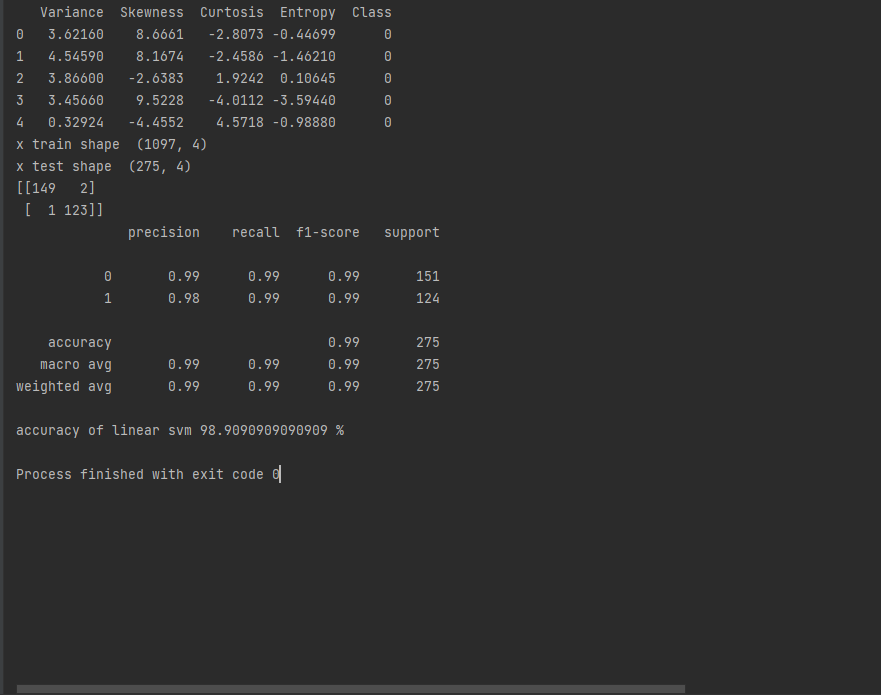 Variance  Skewness  Curtosis  Entropy  Class
0   3.62160    8.6661   -2.8073 -0.44699      0
1   4.54590    8.1674   -2.4586 -1.46210      0
2   3.86600   -2.6383    1.9242  0.10645      0
3   3.45660    9.5228   -4.0112 -3.59440      0
4   0.32924   -4.4552    4.5718 -0.98880      0
x train shape  (1097, 4)
x test shape  (275, 4)
[[149   2]
 [  1 123]]
              precision    recall  f1-score   support
           0       0.99      0.99      0.99       151
           1       0.98      0.99      0.99       124
    accuracy                           0.99       275
   macro avg       0.99      0.99      0.99       275
weighted avg       0.99      0.99      0.99       275
accuracy of linear svm 98.9090909090909 %
Process finished with exit code 0